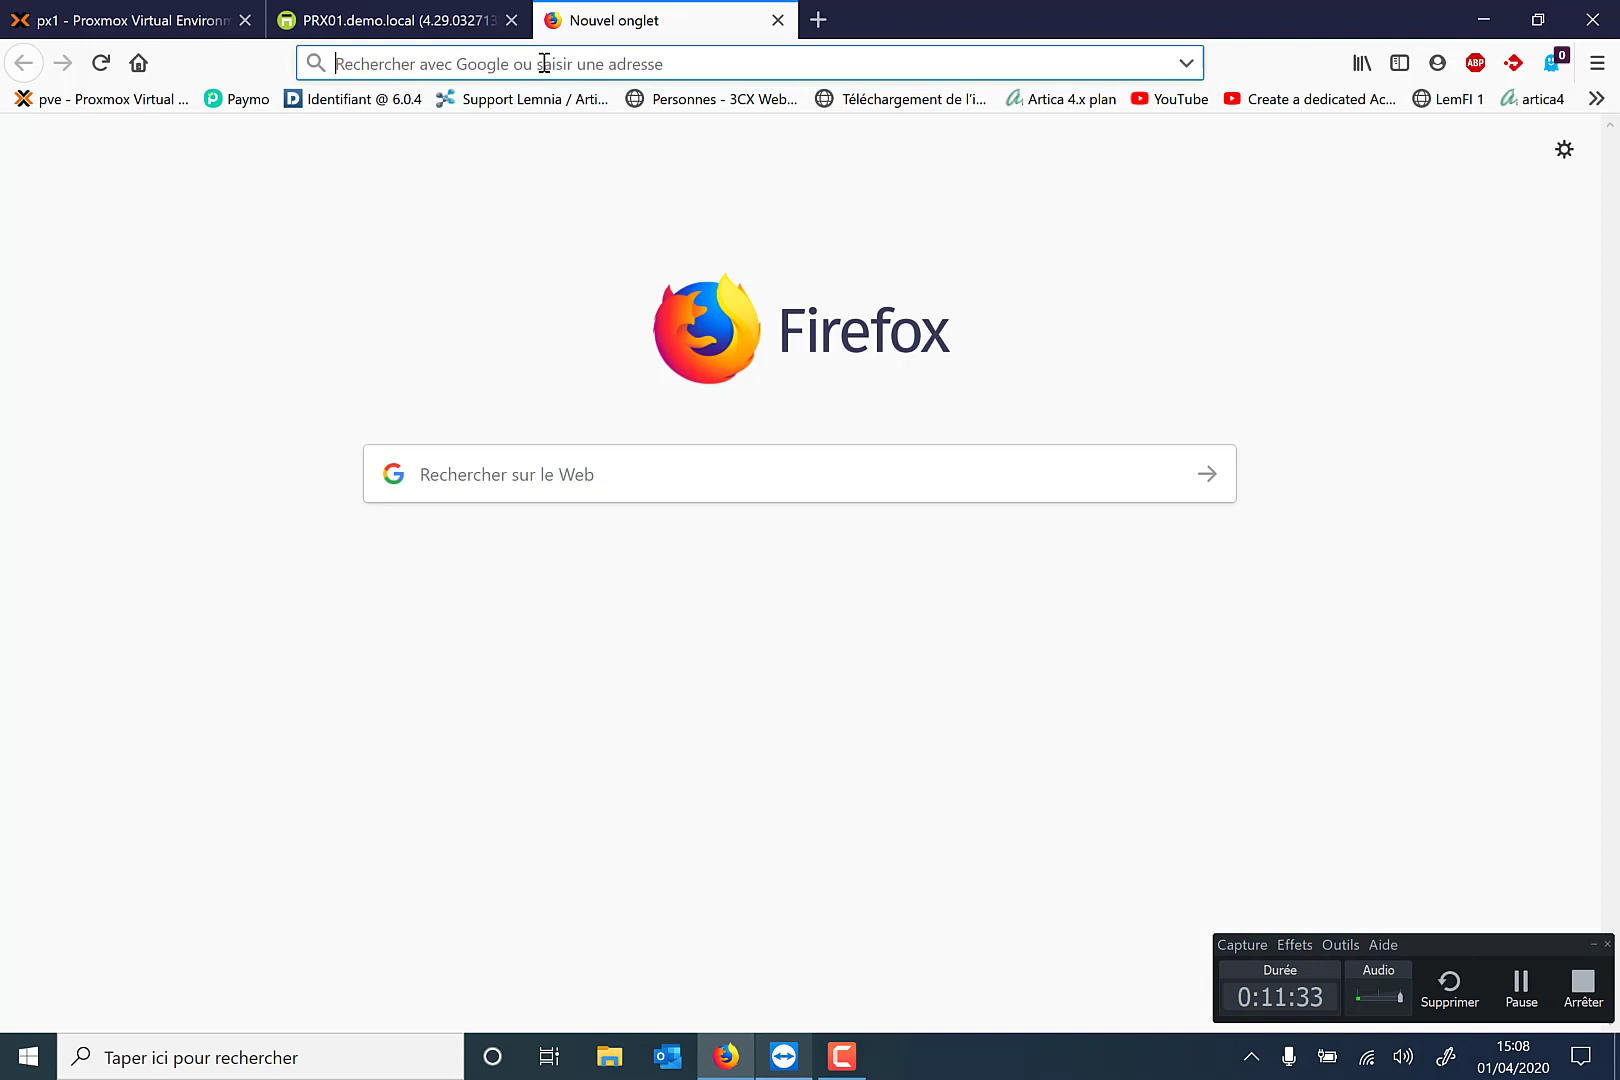 px1 - Proxmox Virtual Environm
PRX01.demo.local (4.29.032713
Nouvel onglet
Rechercher avec Google ou saisir une adresse
ABP
0
pve - Proxmox Virtual ...
Paymo
Identifiant @ 6.0.4
Support Lemnia / Arti...
Personnes - 3CX Web...
Téléchargement de l'i...
Artica 4.x plan
YouTube
Create a dedicated Ac...
LemFI 1
artica4
Firefox
Rechercher sur le Web
Capture Effets Outils Aide
Durée
Audio
0:11:33
Supprimer
Pause
Arrêter
Taper ici pour rechercher
15:08
01/04/2020